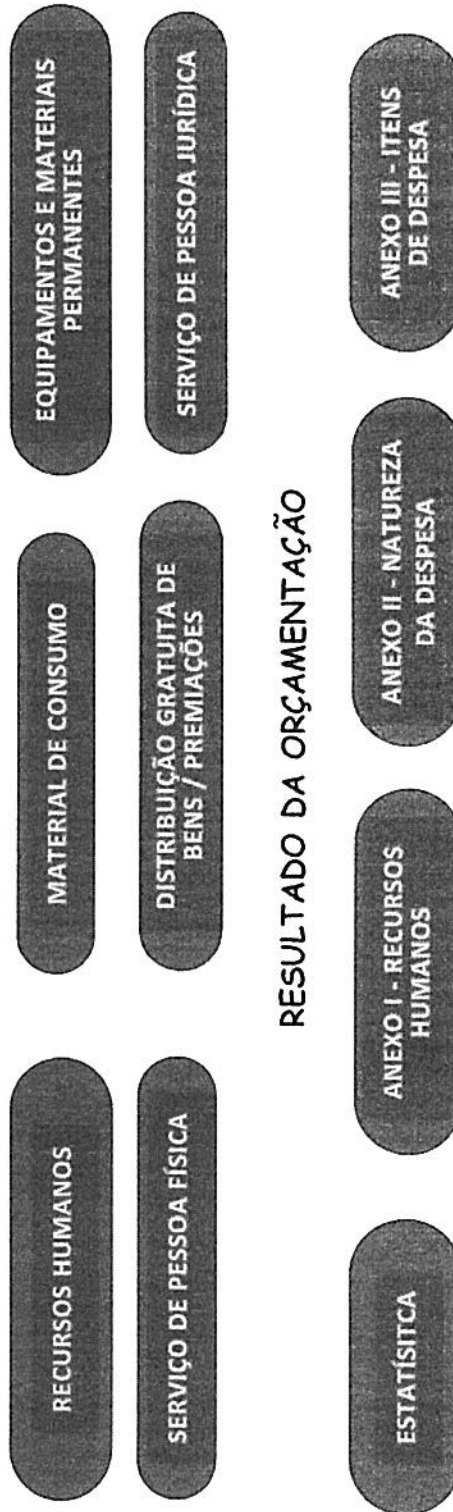 RECURSOS HUMANOS
MATERIAL DE CONSUMO
EQUIPAMENTOS E MATERIAIS
PERMANENTES
SERVIÇO DE PESSOA FÍSICA
DISTRIBUIÇÃO GRATUITA DE
BENS / PREMIAÇÕES
SERVIÇO DE PESSOA JURÍDICA
RESULTADO DA ORÇAMENTAÇÃO
ESTATÍSITCA
ANEXO I - RECURSOS
HUMANOS
ANEXO II - NATUREZA
DA DESPESA
ANEXO III - ITENS
DE DESPESA